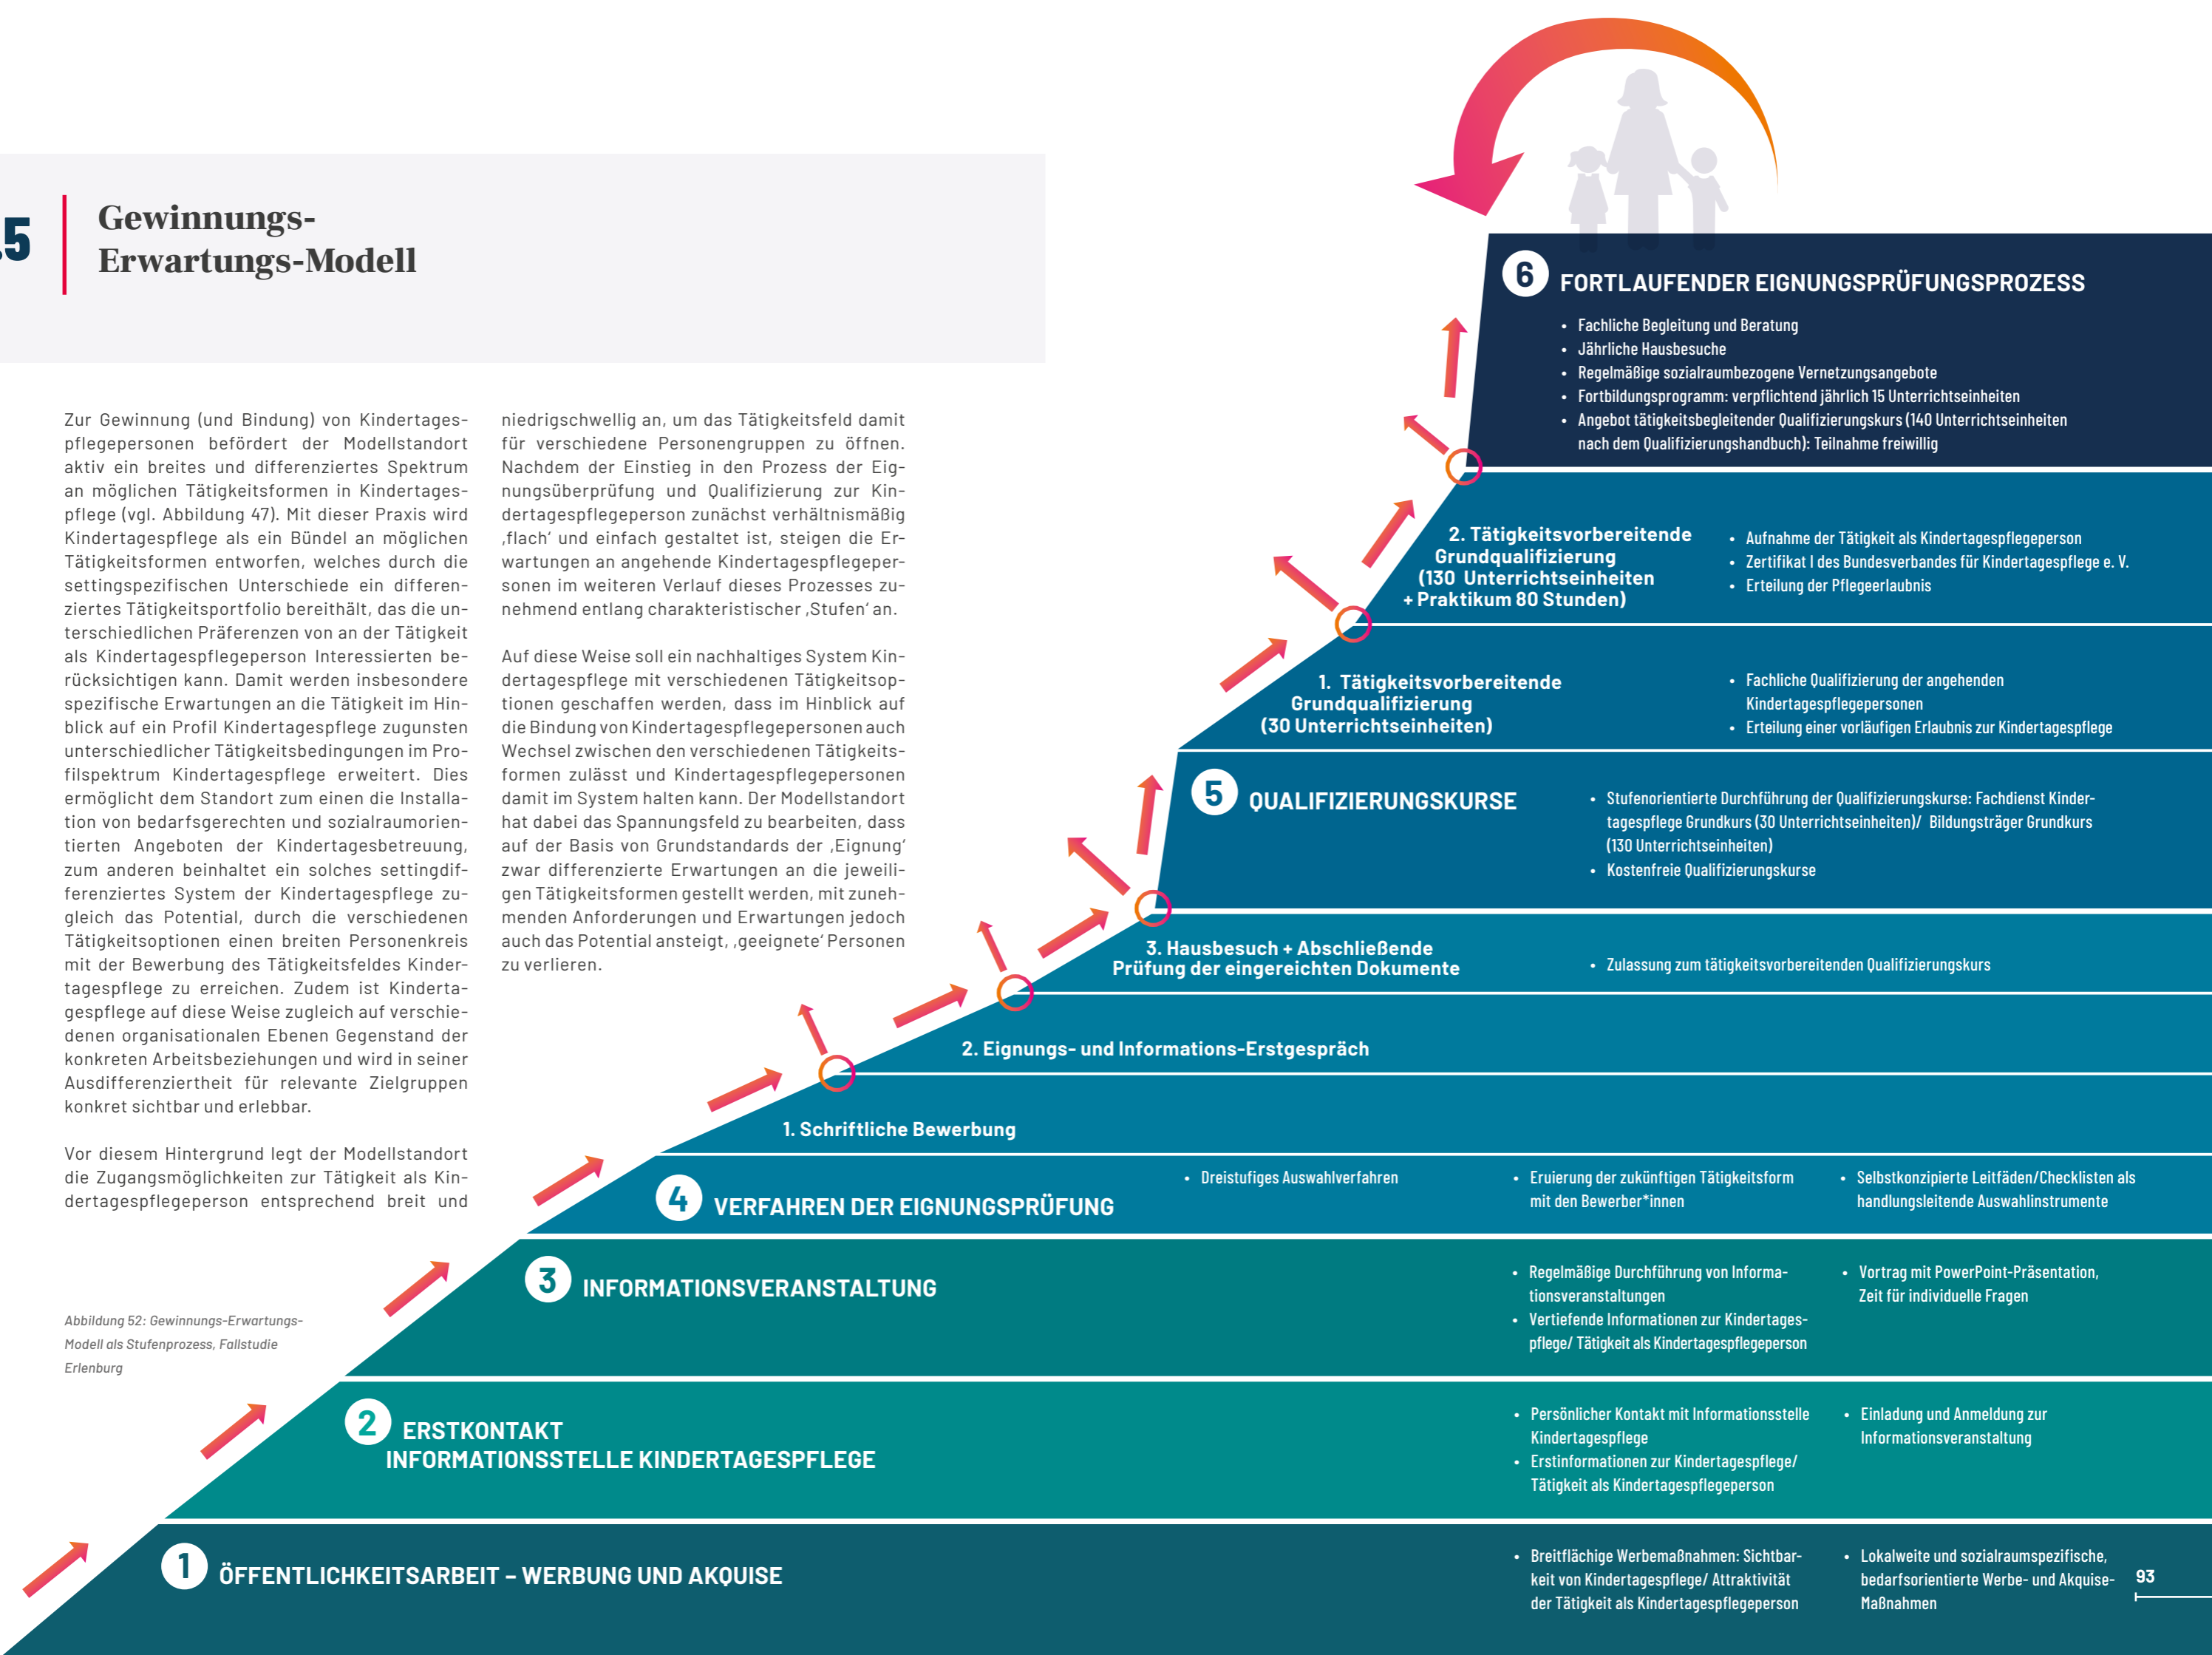 .5
Gewinnungs-
Erwartungs-Modell
Zur Gewinnung (und Bindung) von Kindertages-
pflegepersonen befördert der Modellstandort
aktiv ein breites und differenziertes Spektrum
an möglichen Tätigkeitsformen in Kindertages-
pflege (vgl. Abbildung 47). Mit dieser Praxis wird
Kindertagespflege als ein Bündel an möglichen
Tätigkeitsformen entworfen, welches durch die
settingspezifischen Unterschiede ein differen-
ziertes Tätigkeitsportfolio bereithält, das die un-
terschiedlichen Präferenzen von an der Tätigkeit
als Kindertagespflegeperson Interessierten be-
rücksichtigen kann. Damit werden insbesondere
spezifische Erwartungen an die Tätigkeit im Hin-
blick auf ein Profil Kindertagespflege zugunsten
unterschiedlicher Tätigkeitsbedingungen im Pro-
filspektrum Kindertagespflege erweitert. Dies
ermöglicht dem Standort zum einen die Installa-
tion von bedarfsgerechten und sozialraumorien-
tierten Angeboten der Kindertagesbetreuung,
zum anderen beinhaltet ein solches settingdif-
ferenziertes System der Kindertagespflege zu-
gleich das Potential, durch die verschiedenen
Tätigkeitsoptionen einen breiten Personenkreis
mit der Bewerbung des Tätigkeitsfeldes Kinder-
tagespflege zu erreichen. Zudem ist Kinderta-
gespflege auf diese Weise zugleich auf verschie-
denen organisationalen Ebenen Gegenstand der
konkreten Arbeitsbeziehungen und wird in seiner
Ausdifferenziertheit für relevante Zielgruppen
konkret sichtbar und erlebbar.
Vor diesem Hintergrund legt der Modellstandort
die Zugangsmöglichkeiten zur Tätigkeit als Kin-
dertagespflegeperson entsprechend breit und
niedrigschwellig an, um das Tätigkeitsfeld damit
für verschiedene Personengruppen zu öffnen.
Nachdem der Einstieg in den Prozess der Eig-
nungsüberprüfung und Qualifizierung zur Kin-
dertagespflegeperson zunächst verhältnismäßig
‚flach‘ und einfach gestaltet ist, steigen die Er-
wartungen an angehende Kindertagespflegeper-
sonen im weiteren Verlauf dieses Prozesses zu-
nehmend entlang charakteristischer ‚Stufen‘ an.
Auf diese Weise soll ein nachhaltiges System Kin-
dertagespflege mit verschiedenen Tätigkeitsop-
tionen geschaffen werden, dass im Hinblick auf
die Bindung von Kindertagespflegepersonen auch
Wechsel zwischen den verschiedenen Tätigkeits-
formen zulässt und Kindertagespflegepersonen
damit im System halten kann. Der Modellstandort
hat dabei das Spannungsfeld zu bearbeiten, dass
auf der Basis von Grundstandards der ‚Eignung‘
zwar differenzierte Erwartungen an die jeweili-
gen Tätigkeitsformen gestellt werden, mit zuneh-
menden Anforderungen und Erwartungen jedoch
auch das Potential ansteigt, ‚geeignete‘ Personen
zu verlieren.
Abbildung 52: Gewinnungs-Erwartungs-
Modell als Stufenprozess, Fallstudie
Erlenburg
6 FORTLAUFENDER EIGNUNGSPRÜFUNGSPROZESS
• Fachliche Begleitung und Beratung
• Jährliche Hausbesuche
• Regelmäßige sozialraumbezogene Vernetzungsangebote
• Fortbildungsprogramm: verpflichtend jährlich 15 Unterrichtseinheiten
• Angebot tätigkeitsbegleitender Qualifizierungskurs (140 Unterrichtseinheiten
nach dem Qualifizierungshandbuch): Teilnahme freiwillig
2. Tätigkeitsvorbereitende
Grundqualifizierung
(130 Unterrichtseinheiten
+ Praktikum 80 Stunden)
• Aufnahme der Tätigkeit als Kindertagespflegeperson
• Zertifikat I des Bundesverbandes für Kindertagespflege e. V.
• Erteilung der Pflegeerlaubnis
1. Tätigkeitsvorbereitende
Grundqualifizierung
(30 Unterrichtseinheiten)
• Fachliche Qualifizierung der angehenden
Kindertagespflegepersonen
• Erteilung einer vorläufigen Erlaubnis zur Kindertagespflege
5 QUALIFIZIERUNGSKURSE
• Stufenorientierte Durchführung der Qualifizierungskurse: Fachdienst Kinder-
tagespflege Grundkurs (30 Unterrichtseinheiten)/ Bildungsträger Grundkurs
(130 Unterrichtseinheiten)
• Kostenfreie Qualifizierungskurse
3. Hausbesuch + Abschließende
Prüfung der eingereichten Dokumente
• Zulassung zum tätigkeitsvorbereitenden Qualifizierungskurs
2. Eignungs- und Informations-Erstgespräch
1. Schriftliche Bewerbung
4 VERFAHREN DER EIGNUNGSPRÜFUNG
• Dreistufiges Auswahlverfahren
• Eruierung der zukünftigen Tätigkeitsform
mit den Bewerber*innen
• Selbstkonzipierte Leitfäden/Checklisten als
handlungsleitende Auswahlinstrumente
3 INFORMATIONSVERANSTALTUNG
• Regelmäßige Durchführung von Informa-
tionsveranstaltungen
• Vertiefende Informationen zur Kindertages-
pflege/ Tätigkeit als Kindertagespflegeperson
• Vortrag mit PowerPoint-Präsentation,
Zeit für individuelle Fragen
2 ERSTKONTAKT
INFORMATIONSSTELLE KINDERTAGESPFLEGE
• Persönlicher Kontakt mit Informationsstelle
Kindertagespflege
• Erstinformationen zur Kindertagespflege/
Tätigkeit als Kindertagespflegeperson
• Einladung und Anmeldung zur
Informationsveranstaltung
1 ÖFFENTLICHKEITSARBEIT – WERBUNG UND AKQUISE
• Breitflächige Werbemaßnahmen: Sichtbar-
keit von Kindertagespflege/ Attraktivität
der Tätigkeit als Kindertagespflegeperson
• Lokalweite und sozialraumspezifische,
bedarfsorientierte Werbe- und Akquise-
Maßnahmen
93